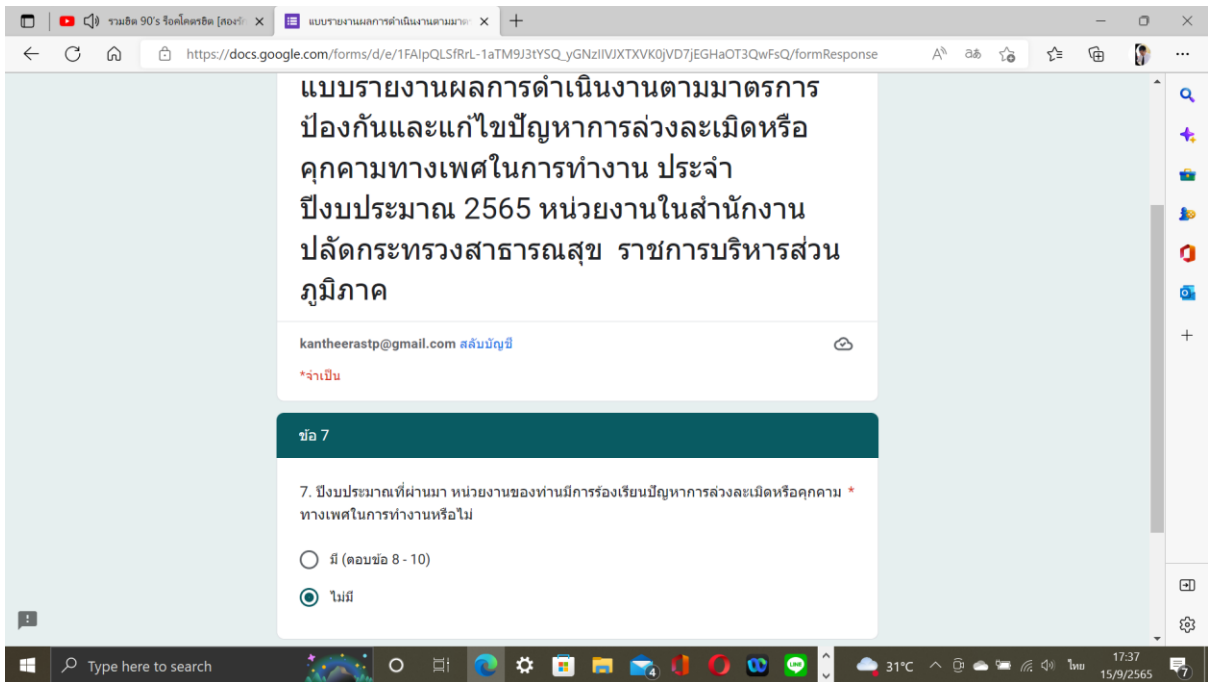 รวมฮิต 90's ร็อคโคตรฮิต [สองรั
แบบรายงานผลการดำเนินงานตามมาตรา
https://docs.google.com/forms/d/e/1FAIpQLSfRrL-1aTM9J3tYSQ_yGNzIIVJXTXVK0jVD7jEGHaOT3QwFsQ/formResponse
แบบรายงานผลการดำเนินงานตามมาตรการ
ป้องกันและแก้ไขปัญหาการล่วงละเมิดหรือ
คุกคามทางเพศในการทำงาน ประจำ
ปีงบประมาณ 2565 หน่วยงานในสำนักงาน
ปลัดกระทรวงสาธารณสุข ราชการบริหารส่วน
ภูมิภาค
kantheerastp@gmail.com สลับบัญชี
*จำเป็น
ข้อ 7
7. ปีงบประมาณที่ผ่านมา หน่วยงานของท่านมีการร้องเรียนปัญหาการล่วงละเมิดหรือคุกคาม *
ทางเพศในการทำงานหรือไม่
มี (ตอบข้อ 8 - 10)
ไม่มี
Type here to search
4
LINE
31°C
ไทย
17:37
15/9/2565
7